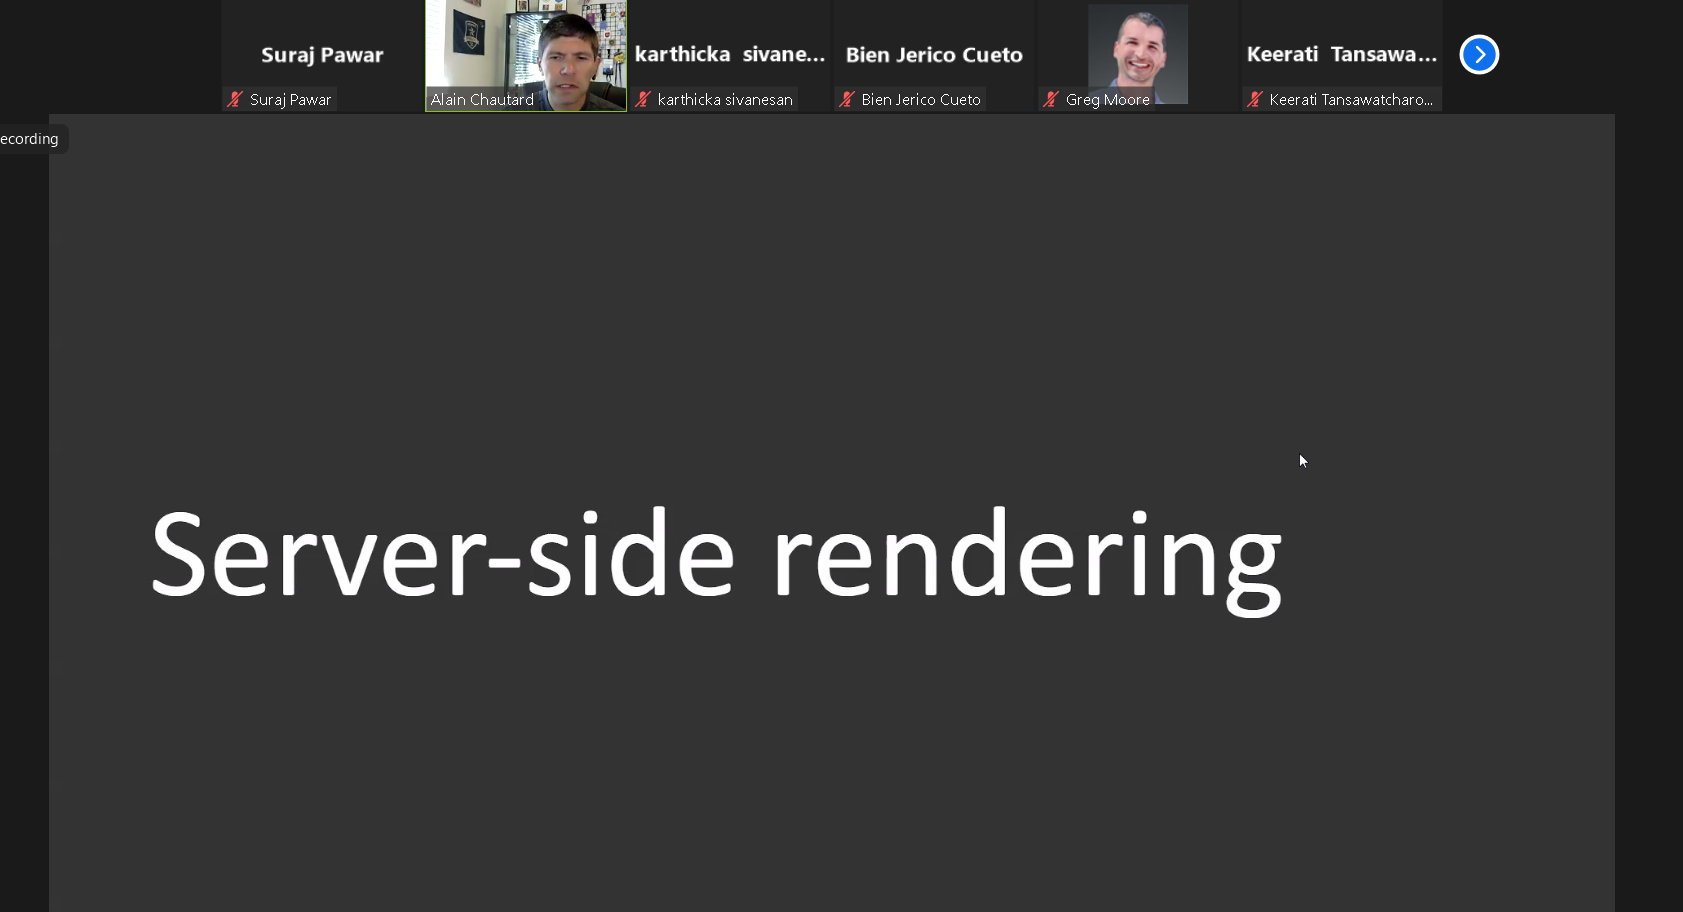 Suraj Pawar
karthicka sivane...
Bien Jerico Cueto
Keerati Tansawa...
Suraj Pawar
Alain Chautard
karthicka sivanesan
Bien Jerico Cueto
Greg Moore
Keerati Tansawatcharo...
ecording
Server-side rendering